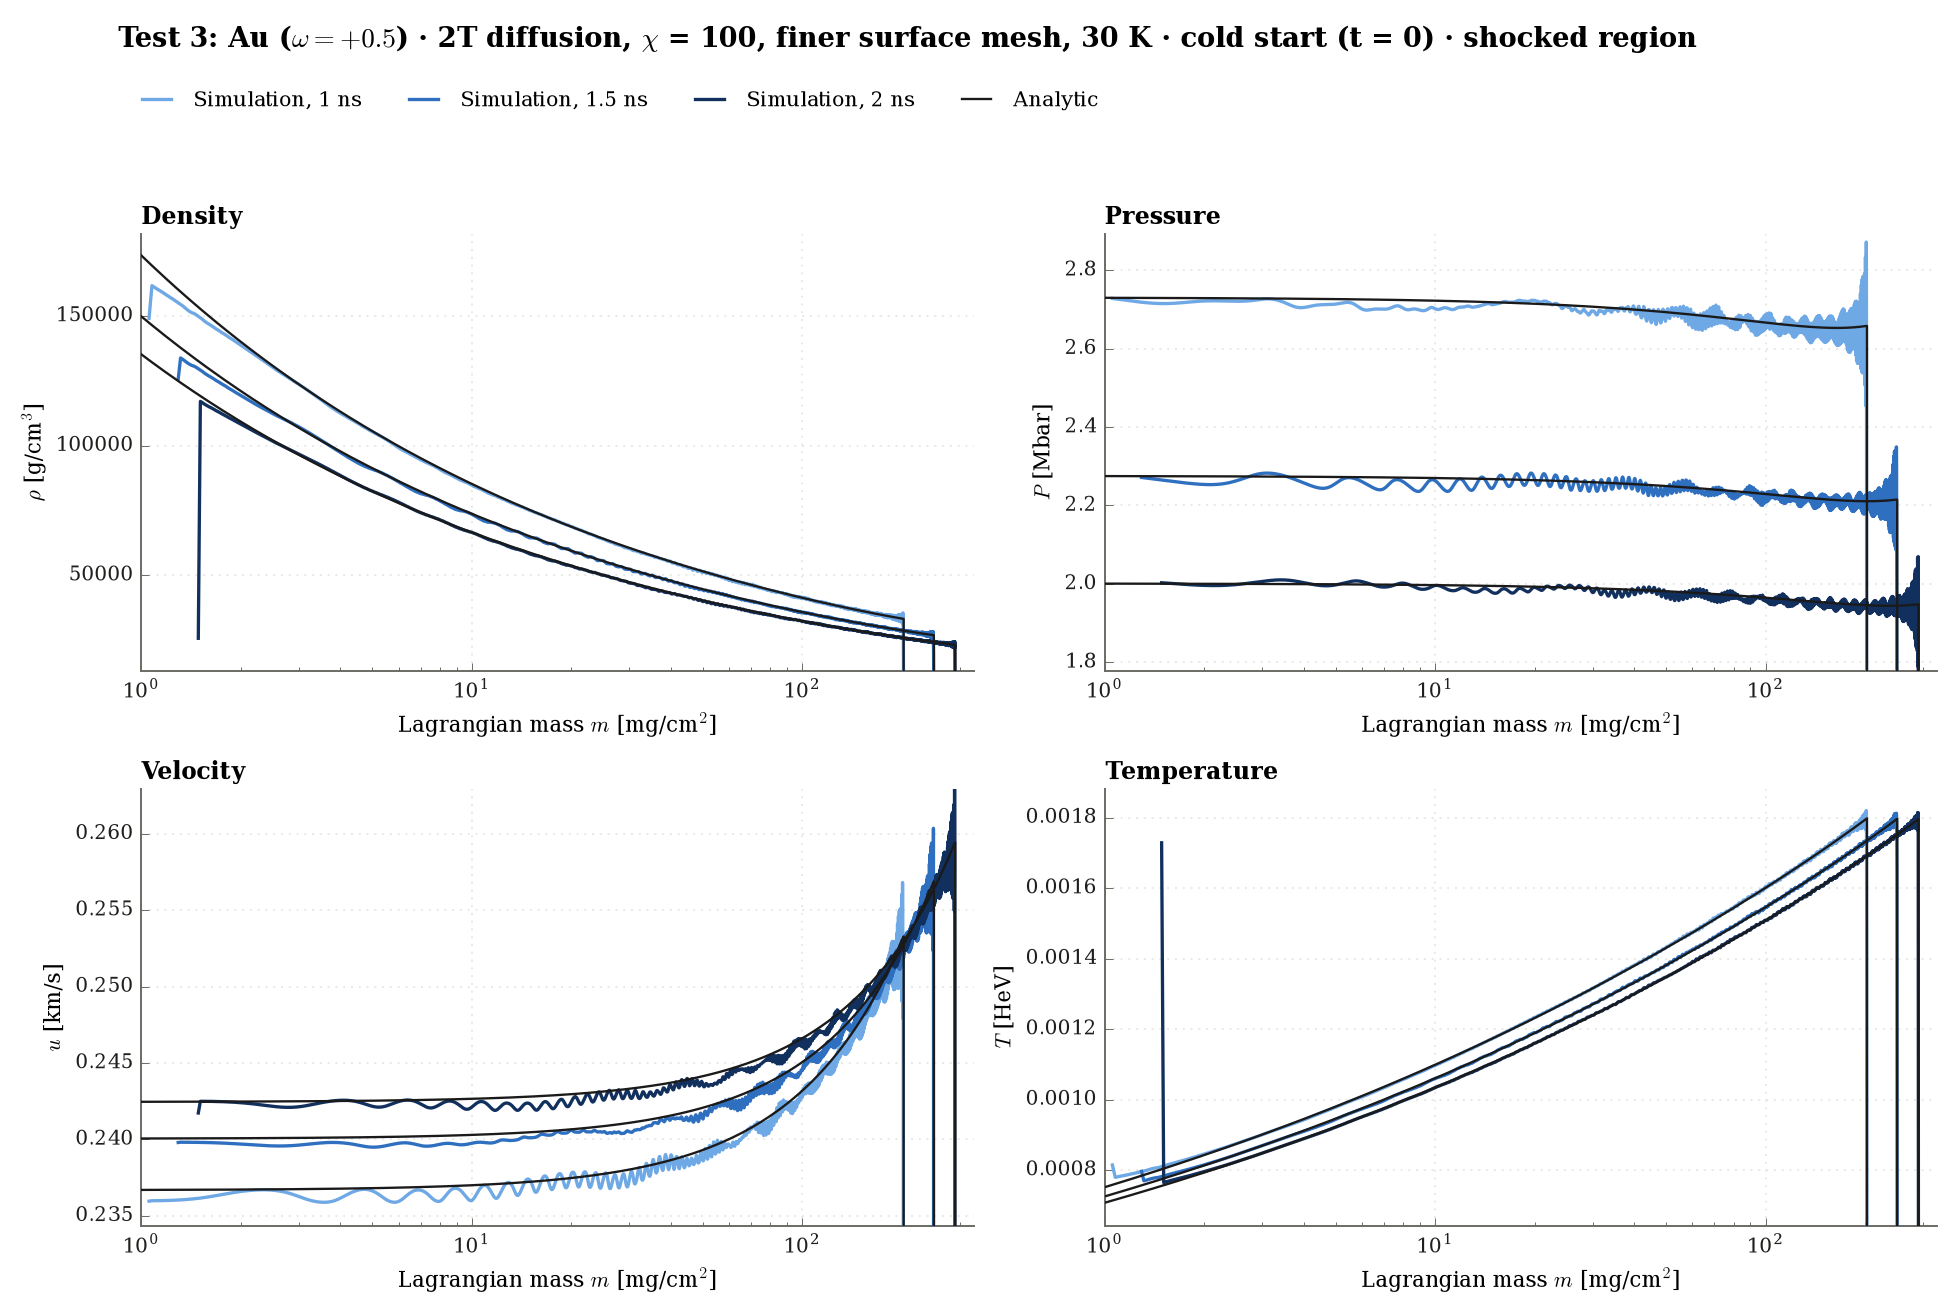 Test 3: Au (ω = +0.5) · 2T diffusion, χ = 100, finer surface mesh, 30 K · cold start (t = 0) · shocked region
Simulation, 1 ns
Simulation, 1.5 ns
Simulation, 2 ns
Analytic
Density
ρ [g/cm³]
150000
100000
50000
10⁰
10¹
10²
Lagrangian mass m [mg/cm²]
Pressure
P [Mbar]
2.8
2.6
2.4
2.2
2.0
1.8
10⁰
10¹
10²
Lagrangian mass m [mg/cm²]
Velocity
u [km/s]
0.260
0.255
0.250
0.245
0.240
0.235
10⁰
10¹
10²
Lagrangian mass m [mg/cm²]
Temperature
T [HeV]
0.0018
0.0016
0.0014
0.0012
0.0010
0.0008
10⁰
10¹
10²
Lagrangian mass m [mg/cm²]